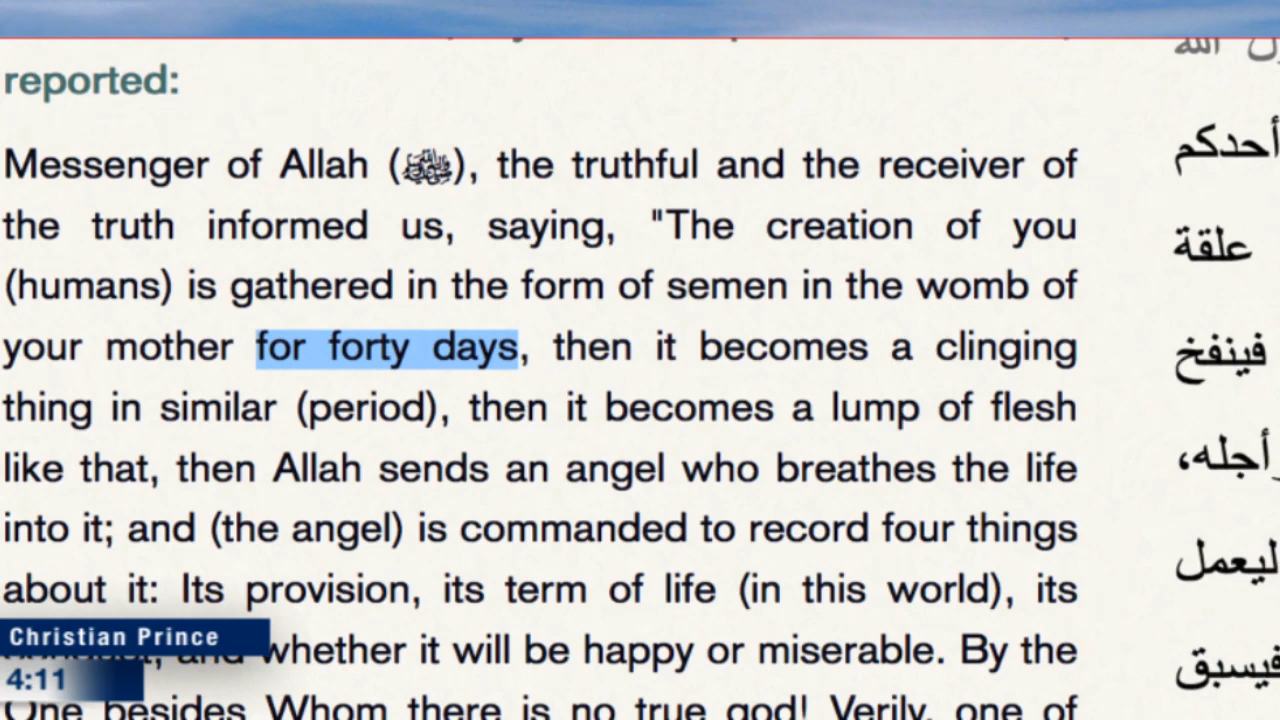 reported:
Messenger of Allah (ﷺ), the truthful and the receiver of
the truth informed us, saying, "The creation of you
(humans) is gathered in the form of semen in the womb of
your mother for forty days, then it becomes a clinging
thing in similar (period), then it becomes a lump of flesh
like that, then Allah sends an angel who breathes the life
into it; and (the angel) is commanded to record four things
about it: Its provision, its term of life (in this world), its
and whether it will be happy or miserable. By the
One besides Whom there is no true god! Verily, one of
الله
أحدكم
علقة
فينفخ
أجله،
ليعمل
فيسبق
Christian Prince
4:11